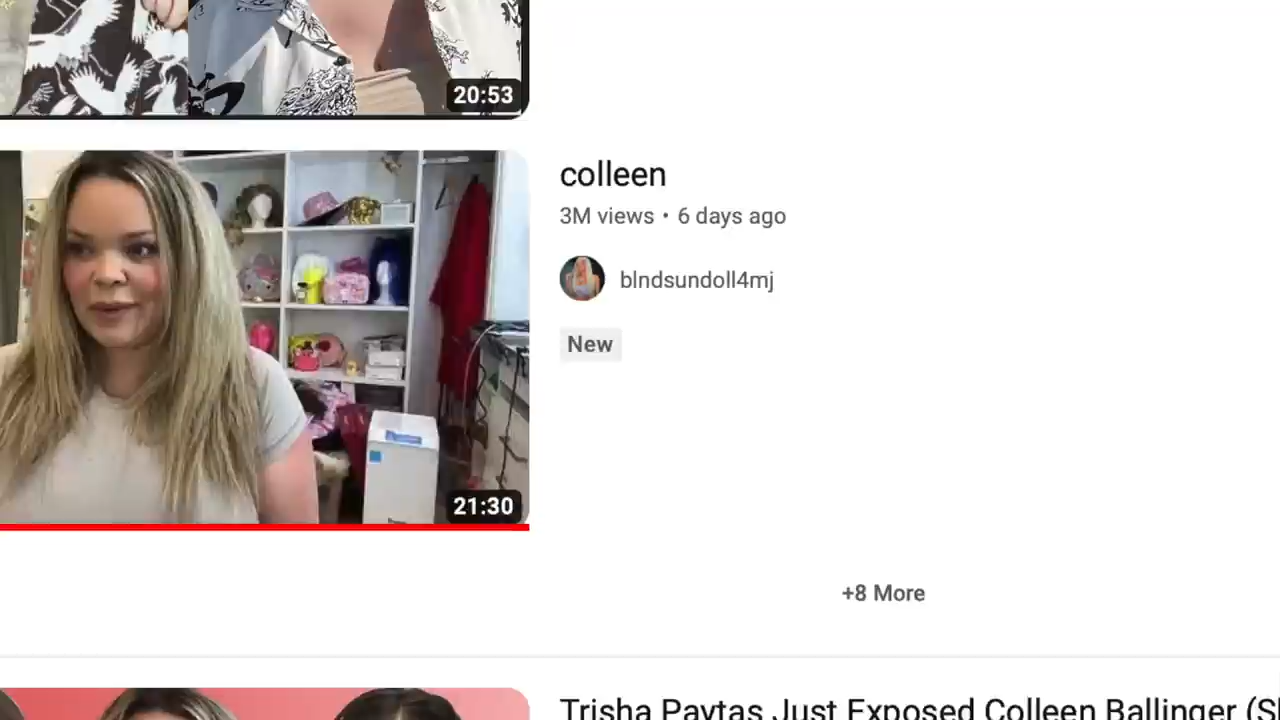 20:53
colleen
3M views • 6 days ago
blndsundoll4mj
New
21:30
+8 More
Trisha Paytas Just Exposed Colleen Ballinger